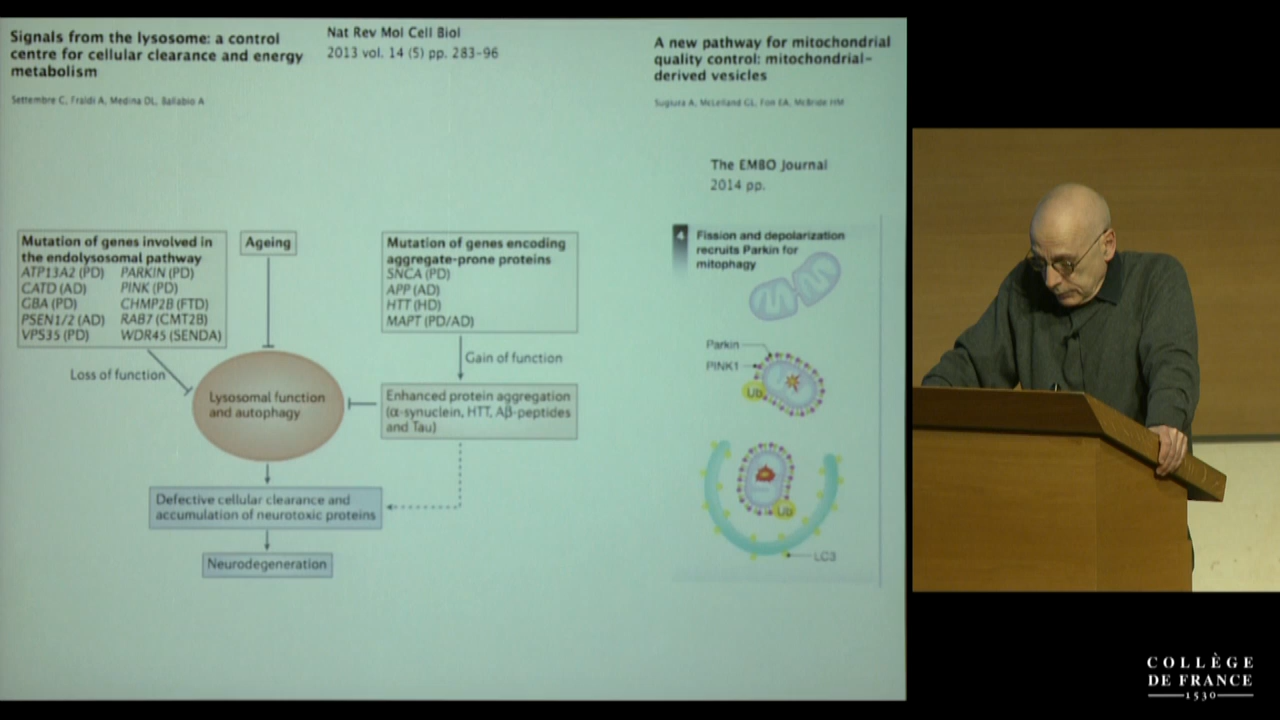 Signals from the lysosome: a control
centre for cellular clearance and energy
metabolism
Settembre C, Fraldi A, Medina DL, Ballabio A
Nat Rev Mol Cell Biol
2013 vol. 14 (5) pp. 283-96
A new pathway for mitochondrial
quality control: mitochondrial-
derived vesicles
Sugiura A, McLelland GL, Fon EA, McBride HM
The EMBO Journal
2014 pp.
Mutation of genes involved in
the endolysosomal pathway
ATP13A2 (PD) PARKIN (PD)
CATD (AD) PINK (PD)
GBA (PD) CHMP2B (FTD)
PSEN1/2 (AD) RAB7 (CMT2B)
VPS35 (PD) WDR45 (SENDA)
Ageing
Mutation of genes encoding
aggregate-prone proteins
SNCA (PD)
APP (AD)
HTT (HD)
MAPT (PD/AD)
Loss of function
Gain of function
Lysosomal function
and autophagy
Enhanced protein aggregation
(α-synuclein, HTT, Aβ-peptides
and Tau)
Defective cellular clearance and
accumulation of neurotoxic proteins
Neurodegeneration
4
Fission and depolarization
recruits Parkin for
mitophagy
Parkin
PINK1
Ub
Ub
LC3
COLLÈGE
DE FRANCE
1530